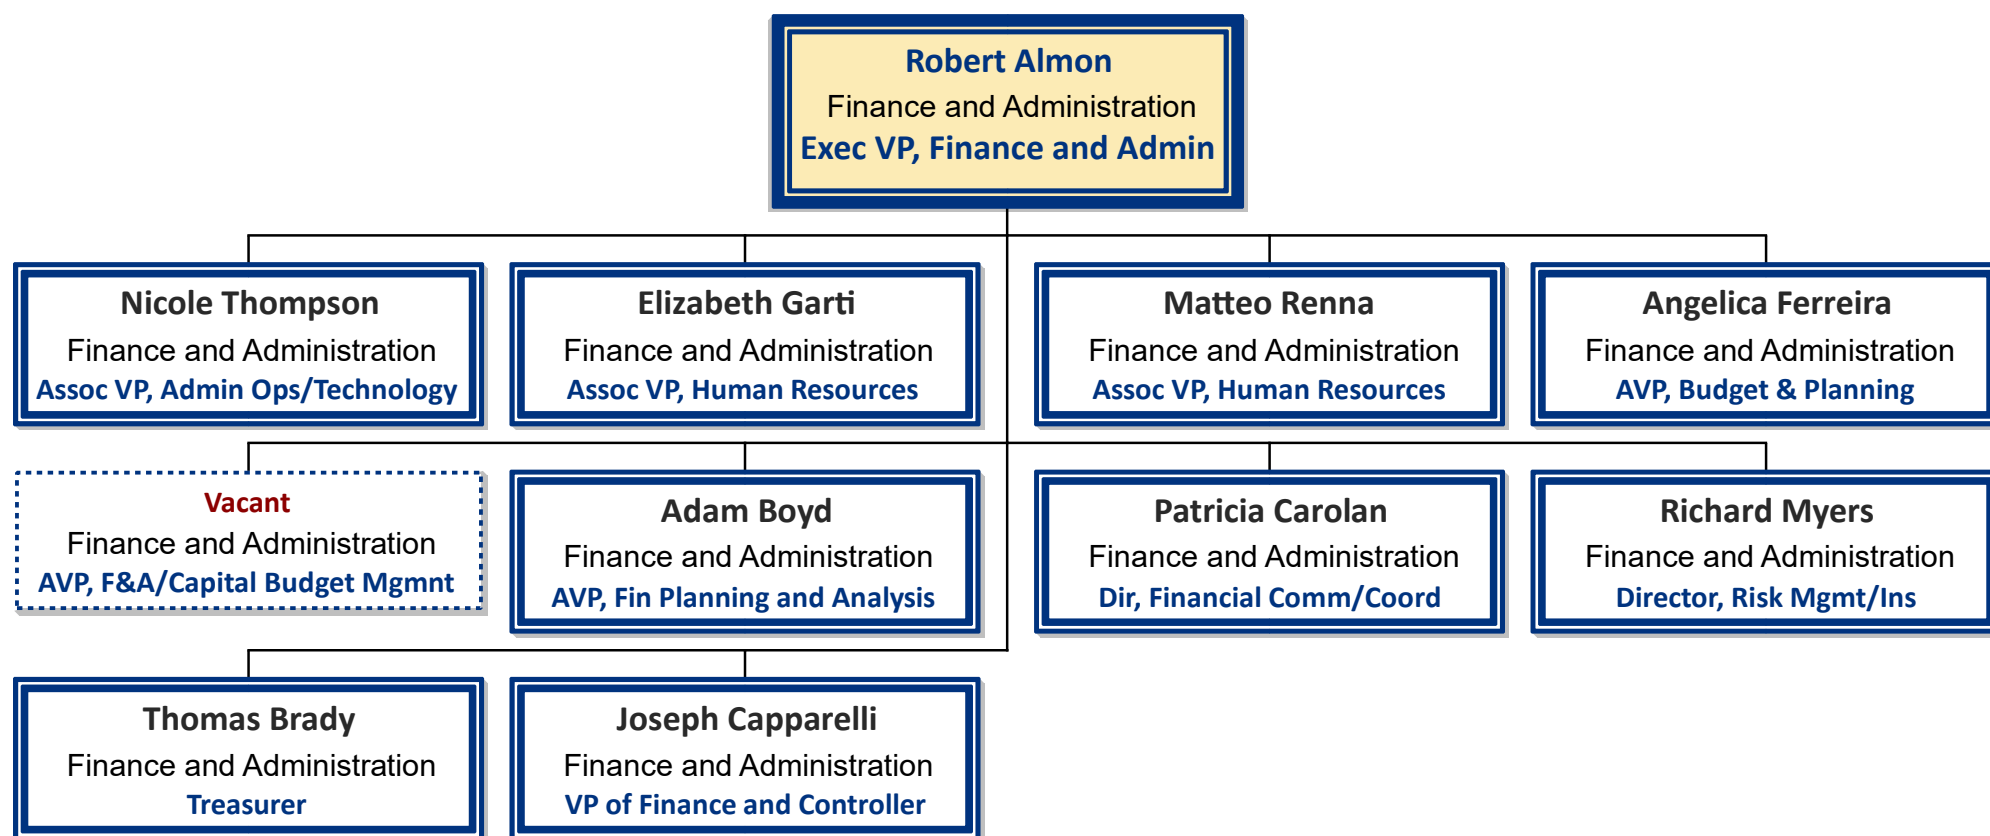 Robert Almon
Finance and Administration
Exec VP, Finance and Admin
Nicole Thompson
Finance and Administration
Assoc VP, Admin Ops/Technology
Elizabeth Garti
Finance and Administration
Assoc VP, Human Resources
Matteo Renna
Finance and Administration
Assoc VP, Human Resources
Angelica Ferreira
Finance and Administration
AVP, Budget & Planning
Vacant
Finance and Administration
AVP, F&A/Capital Budget Mgmnt
Adam Boyd
Finance and Administration
AVP, Fin Planning and Analysis
Patricia Carolan
Finance and Administration
Dir, Financial Comm/Coord
Richard Myers
Finance and Administration
Director, Risk Mgmt/Ins
Thomas Brady
Finance and Administration
Treasurer
Joseph Capparelli
Finance and Administration
VP of Finance and Controller